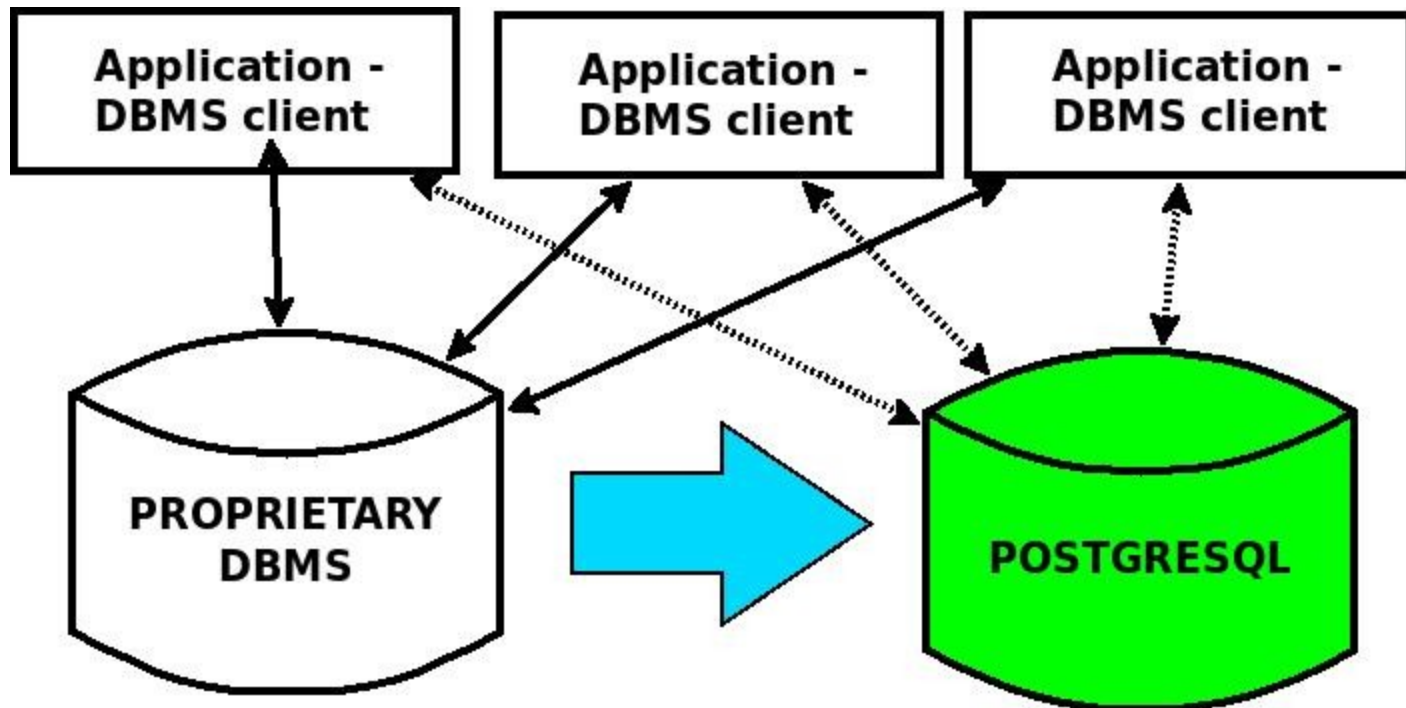 Application -
DBMS client
Application -
DBMS client
Application -
DBMS client
PROPRIETARY
DBMS
POSTGRESQL